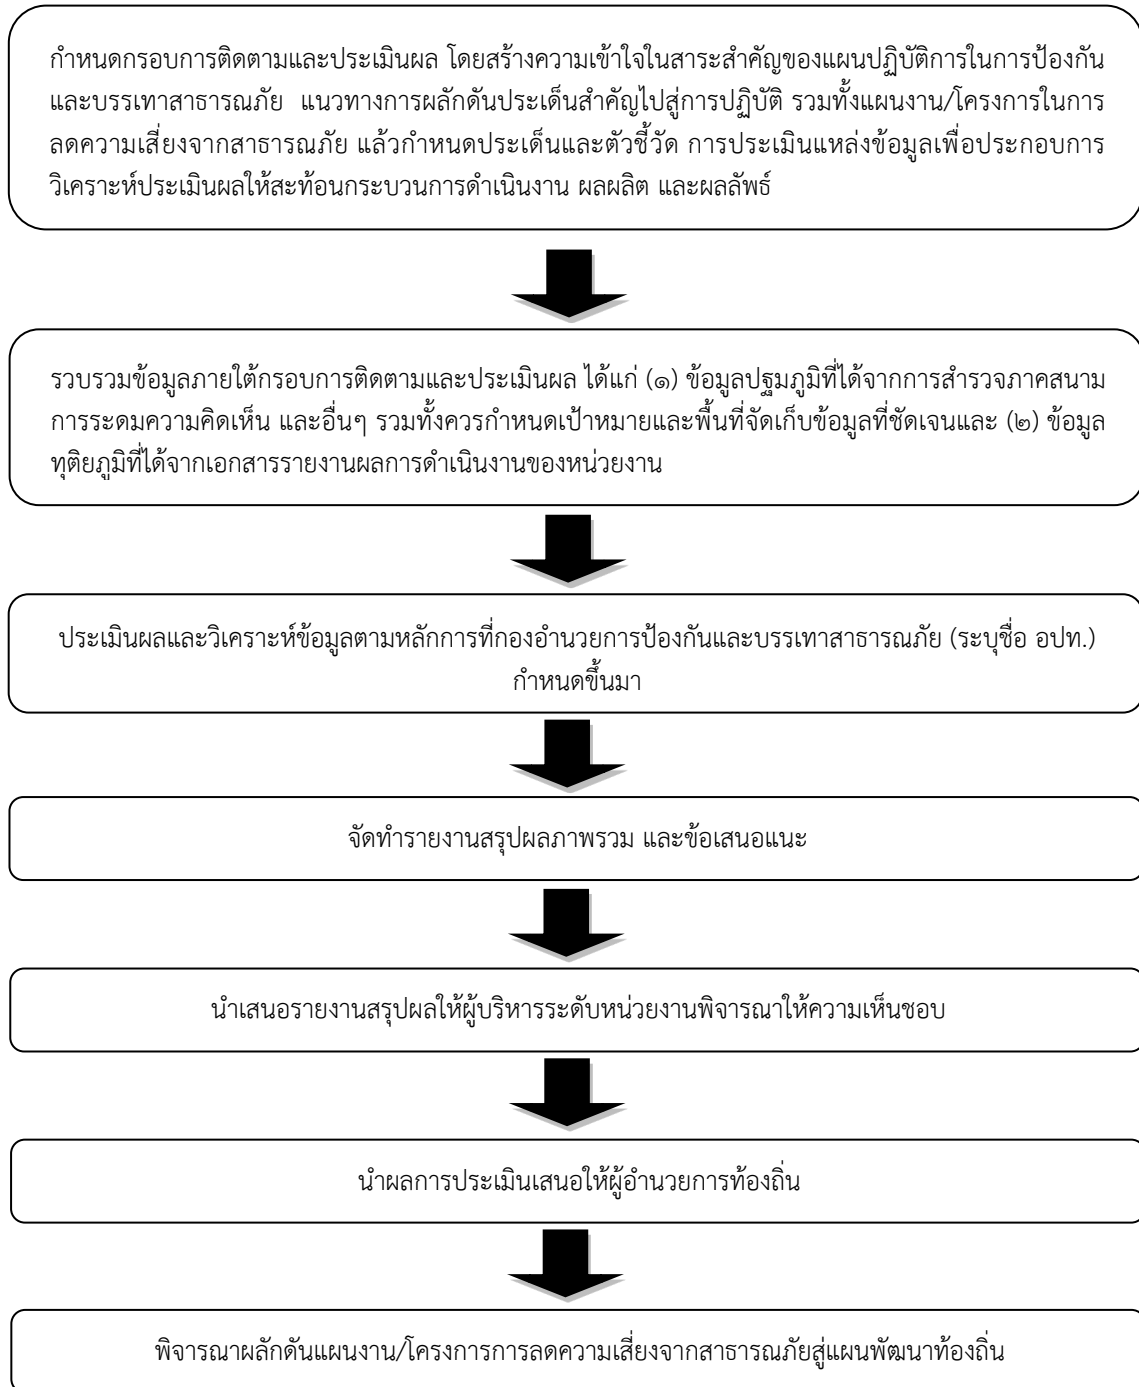 กำหนดกรอบการติดตามและประเมินผล โดยสร้างความเข้าใจในสาระสำคัญของแผนปฏิบัติการในการป้องกัน
และบรรเทาสาธารณภัย แนวทางการผลักดันประเด็นสำคัญไปสู่การปฏิบัติ รวมทั้งแผนงาน/โครงการในการ
ลดความเสี่ยงจากสาธารณภัย แล้วกำหนดประเด็นและตัวชี้วัด การประเมินแหล่งข้อมูลเพื่อประกอบการ
วิเคราะห์ประเมินผลให้สะท้อนกระบวนการดำเนินงาน ผลผลิต และผลลัพธ์
รวบรวมข้อมูลภายใต้กรอบการติดตามและประเมินผล ได้แก่ (๑) ข้อมูลปฐมภูมิที่ได้จากการสำรวจภาคสนาม
การระดมความคิดเห็น และอื่นๆ รวมทั้งควรกำหนดเป้าหมายและพื้นที่จัดเก็บข้อมูลที่ชัดเจนและ (๒) ข้อมูล
ทุติยภูมิที่ได้จากเอกสารรายงานผลการดำเนินงานของหน่วยงาน
ประเมินผลและวิเคราะห์ข้อมูลตามหลักการที่กองอำนวยการป้องกันและบรรเทาสาธารณภัย (ระบุชื่อ อปท.)
กำหนดขึ้นมา
จัดทำรายงานสรุปผลภาพรวม และข้อเสนอแนะ
นำเสนอรายงานสรุปผลให้ผู้บริหารระดับหน่วยงานพิจารณาให้ความเห็นชอบ
นำผลการประเมินเสนอให้ผู้อำนวยการท้องถิ่น
พิจารณาผลักดันแผนงาน/โครงการการลดความเสี่ยงจากสาธารณภัยสู่แผนพัฒนาท้องถิ่น